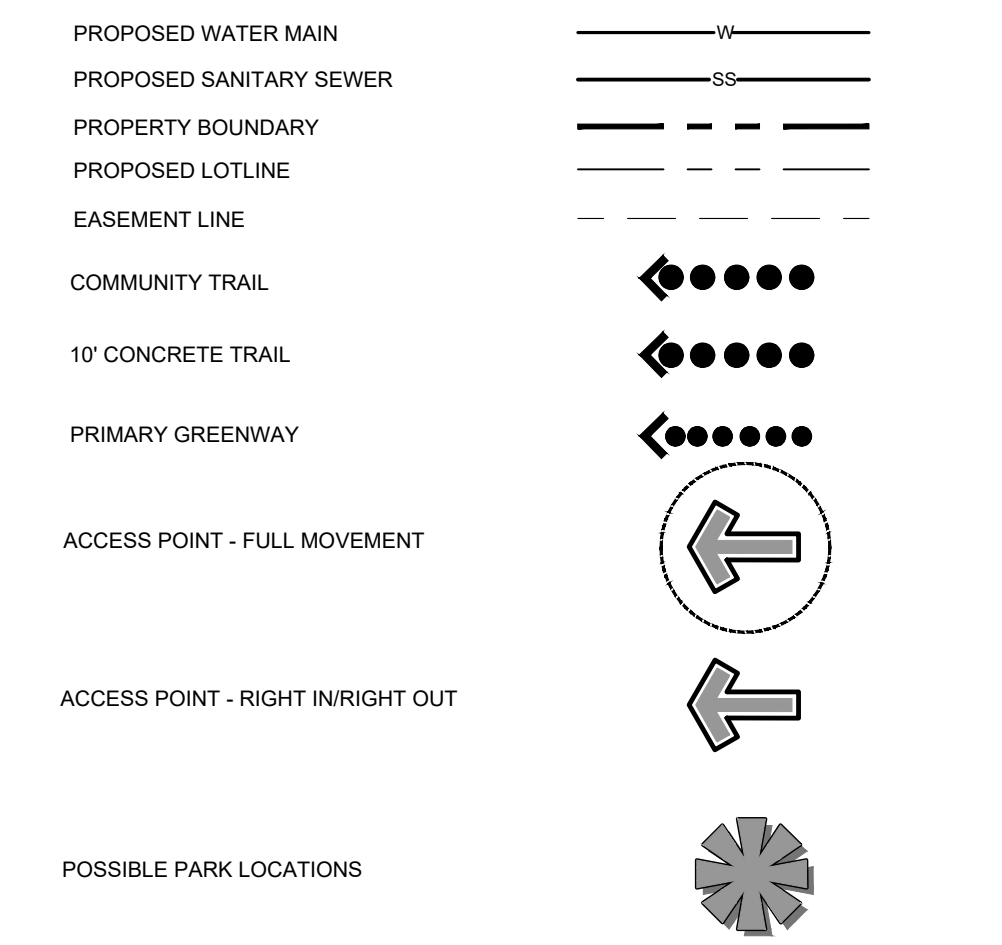 PROPOSED WATER MAIN W
PROPOSED SANITARY SEWER SS
PROPERTY BOUNDARY
PROPOSED LOTLINE
EASEMENT LINE
COMMUNITY TRAIL
10' CONCRETE TRAIL
PRIMARY GREENWAY
ACCESS POINT - FULL MOVEMENT
ACCESS POINT - RIGHT IN/RIGHT OUT
POSSIBLE PARK LOCATIONS